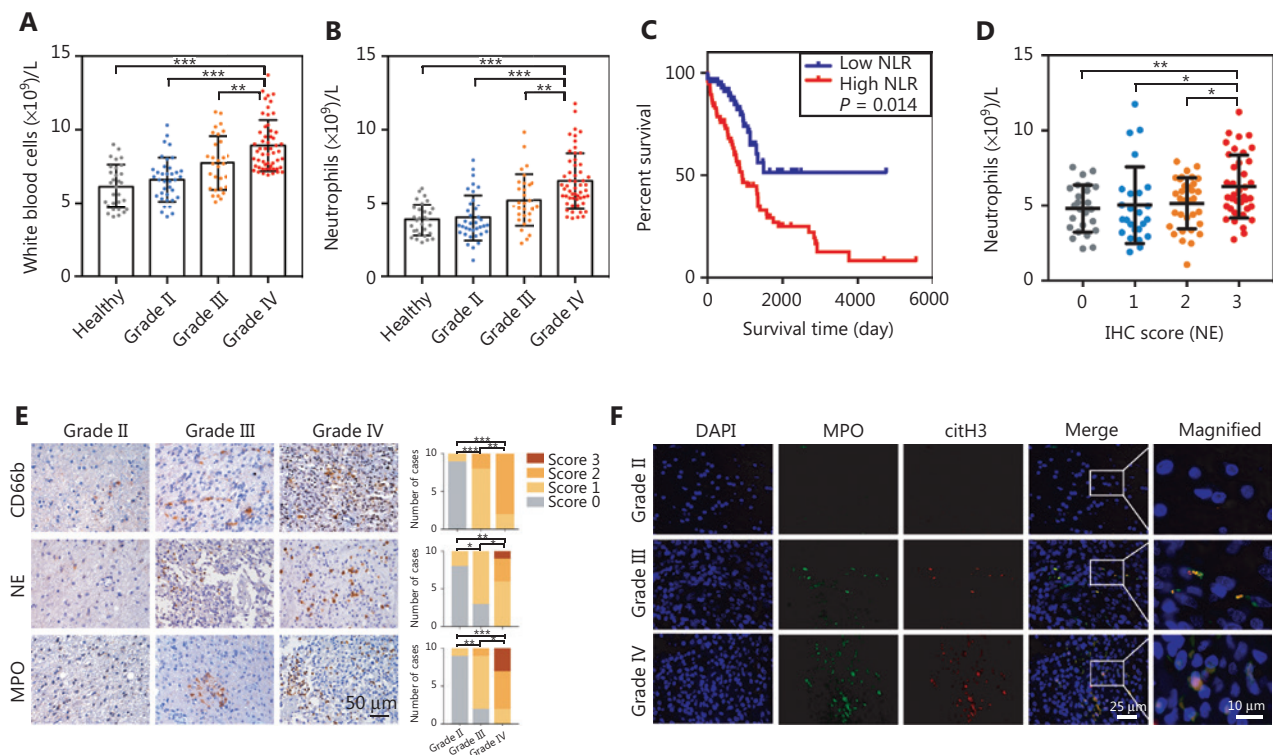 A
White blood cells (×10⁹)/L
15
10
5
0
***
***
**
Healthy
Grade II
Grade III
Grade IV
B
Neutrophils (×10⁹)/L
15
10
5
0
***
***
**
Healthy
Grade II
Grade III
Grade IV
C
Percent survival
100
50
0
Low NLR
High NLR
P = 0.014
0 2000 4000 6000
Survival time (day)
D
Neutrophils (×10⁹)/L
15
10
5
0
**
*
*
0 1 2 3
IHC score (NE)
E
Grade II Grade III Grade IV
CD66b
NE
MPO
50 μm
Number of cases
10
5
0
***
*** **
Score 3
Score 2
Score 1
Score 0
Number of cases
10
5
0
**
* *
Number of cases
10
5
0
***
** *
Grade II
Grade III
Grade IV
F
DAPI MPO citH3 Merge Magnified
Grade II
Grade III
Grade IV
25 μm
10 μm